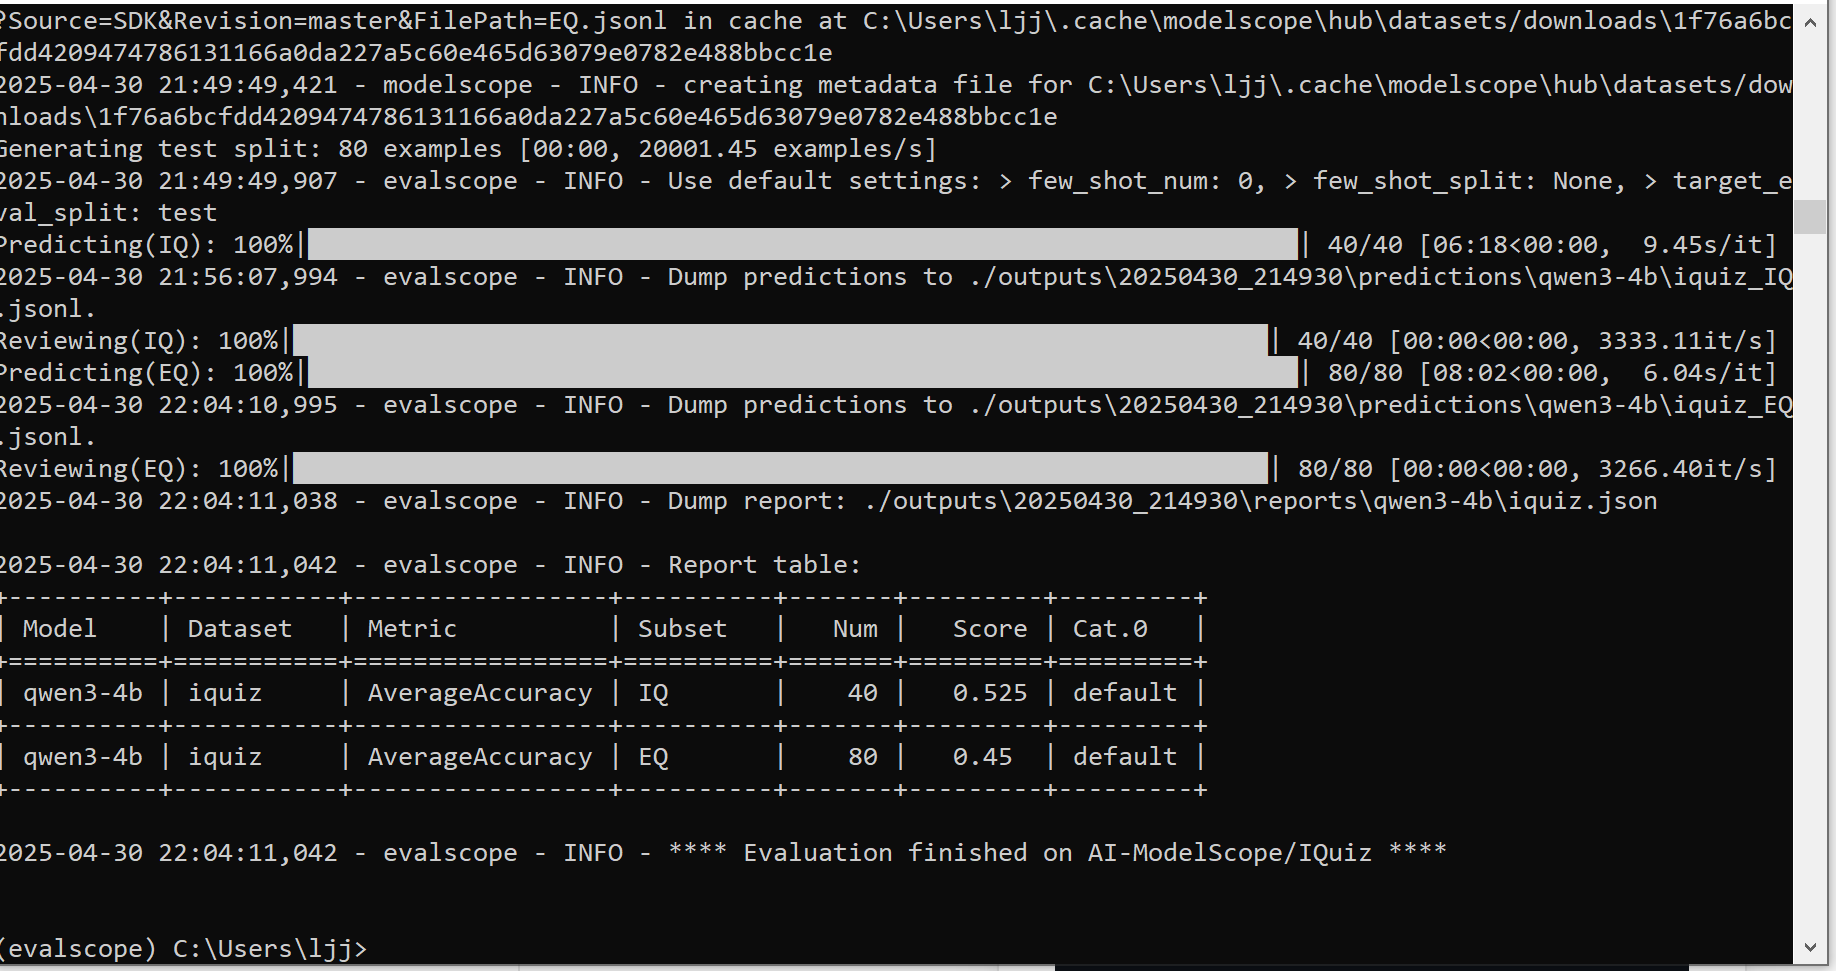 ?Source=SDK&Revision=master&FilePath=EQ.jsonl in cache at C:\Users\ljj\.cache\modelscope\hub\datasets/downloads\1f76a6bc
fdd4209474786131166a0da227a5c60e465d63079e0782e488bbcc1e
2025-04-30 21:49:49,421 - modelscope - INFO - creating metadata file for C:\Users\ljj\.cache\modelscope\hub\datasets/dow
nloads\1f76a6bcfdd4209474786131166a0da227a5c60e465d63079e0782e488bbcc1e
Generating test split: 80 examples [00:00, 20001.45 examples/s]
2025-04-30 21:49:49,907 - evalscope - INFO - Use default settings: > few_shot_num: 0, > few_shot_split: None, > target_e
val_split: test
Predicting(IQ): 100%| | 40/40 [06:18<00:00,  9.45s/it]
2025-04-30 21:56:07,994 - evalscope - INFO - Dump predictions to ./outputs\20250430_214930\predictions\qwen3-4b\iquiz_IQ
.jsonl.
Reviewing(IQ): 100%| | 40/40 [00:00<00:00, 3333.11it/s]
Predicting(EQ): 100%| | 80/80 [08:02<00:00,  6.04s/it]
2025-04-30 22:04:10,995 - evalscope - INFO - Dump predictions to ./outputs\20250430_214930\predictions\qwen3-4b\iquiz_EQ
.jsonl.
Reviewing(EQ): 100%| | 80/80 [00:00<00:00, 3266.40it/s]
2025-04-30 22:04:11,038 - evalscope - INFO - Dump report: ./outputs\20250430_214930\reports\qwen3-4b\iquiz.json
2025-04-30 22:04:11,042 - evalscope - INFO - Report table:
+----------+-----------+-----------------+----------+-------+---------+---------+
| Model    | Dataset   | Metric          | Subset   |   Num |   Score | Cat.0   |
+==========+===========+=================+==========+=======+=========+=========+
| qwen3-4b | iquiz     | AverageAccuracy | IQ       |    40 |   0.525 | default |
+----------+-----------+-----------------+----------+-------+---------+---------+
| qwen3-4b | iquiz     | AverageAccuracy | EQ       |    80 |   0.45  | default |
+----------+-----------+-----------------+----------+-------+---------+---------+
2025-04-30 22:04:11,042 - evalscope - INFO - **** Evaluation finished on AI-ModelScope/IQuiz ****
(evalscope) C:\Users\ljj>